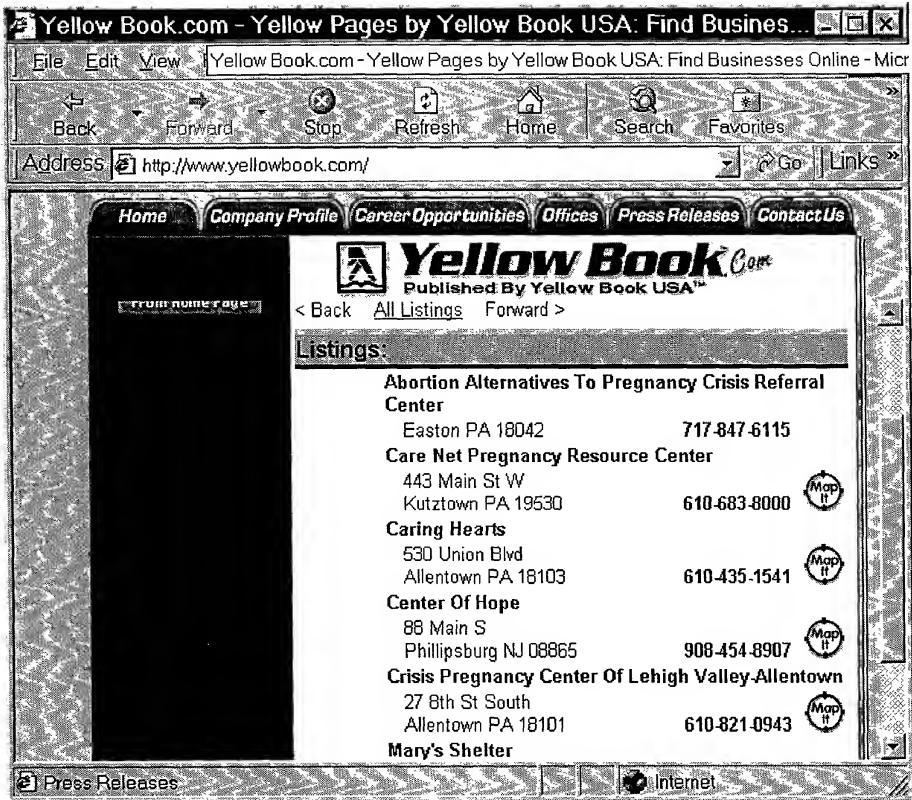 Yellow Book.com - Yellow Pages by Yellow Book USA: Find Busines...
File Edit View Yellow Book.com - Yellow Pages by Yellow Book USA: Find Businesses Online - Micr
Back Forward Stop Refresh Home Search Favorites »
Address http://www.yellowbook.com/ Go Links »
Home Company Profile Career Opportunities Offices Press Releases Contact Us
Yellow Book.Com
Published By Yellow Book USA™
From Home Page
< Back All Listings Forward >
Listings:
Abortion Alternatives To Pregnancy Crisis Referral
Center
Easton PA 18042 717-847-6115
Care Net Pregnancy Resource Center
443 Main St W
Kutztown PA 19530 610-683-8000 Map It
Caring Hearts
530 Union Blvd
Allentown PA 18103 610-435-1541 Map It
Center Of Hope
88 Main S
Phillipsburg NJ 08865 908-454-8907 Map It
Crisis Pregnancy Center Of Lehigh Valley-Allentown
27 8th St South
Allentown PA 18101 610-821-0943 Map It
Mary's Shelter
Press Releases Internet